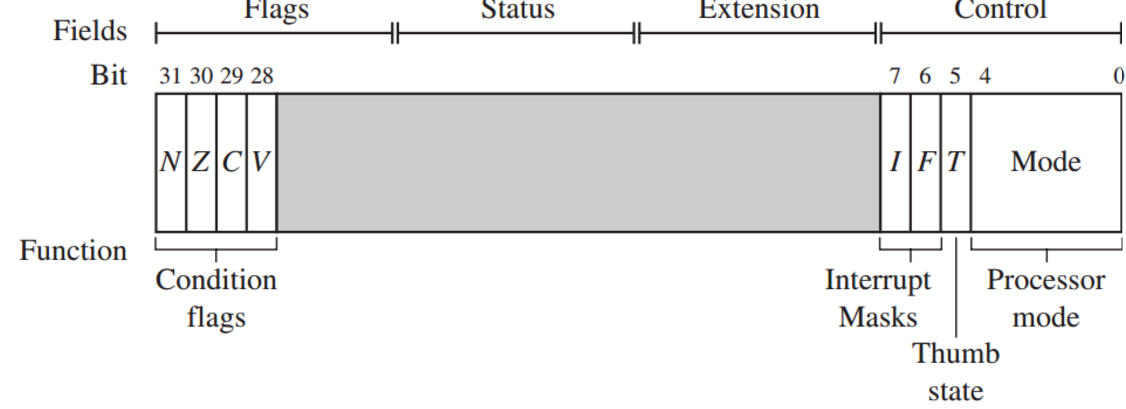 Flags Status Extension Control
Fields
Bit 31 30 29 28 7 6 5 4 0
N Z C V I F T Mode
Function
Condition Interrupt Processor
flags Masks mode
Thumb
state